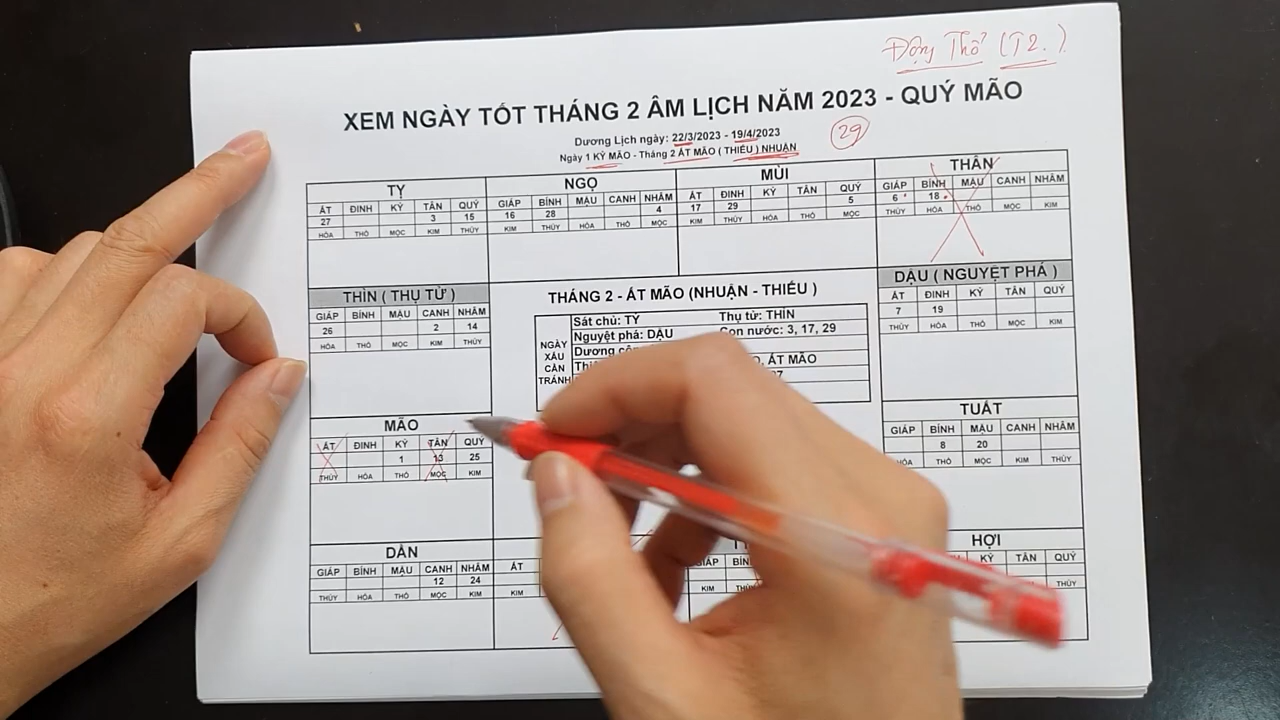 Động Thổ (T2.)
XEM NGÀY TỐT THÁNG 2 ÂM LỊCH NĂM 2023 - QUÝ MÃO
Dương Lịch ngày: 22/3/2023 - 19/4/2023
29
Ngày 1 KỶ MÃO - Tháng 2 ẤT MÃO ( THIẾU ) NHUẬN
TỴ NGỌ MÙI THÂN
ẤT ĐINH KỶ TÂN QUÝ GIÁP BÍNH MẬU CANH NHÂM ẤT ĐINH KỶ TÂN QUÝ GIÁP BÍNH MẬU CANH NHÂM
27 3 15 16 28 4 17 29 5 6 18
HỎA THỔ MỘC KIM THỦY KIM THỦY HỎA THỔ MỘC KIM THỦY HỎA THỔ MỘC THỦY HỎA THỔ MỘC KIM
THÌN ( THỤ TỬ )
GIÁP BÍNH MẬU CANH NHÂM
26 2 14
HỎA THỔ MỘC KIM THỦY
THÁNG 2 - ẤT MÃO (NHUẬN - THIẾU )
NGÀY XẤU CẦN TRÁNH
Sát chủ: TỴ Thụ tử: THÌN
Nguyệt phá: DẬU Con nước: 3, 17, 29
Dương
ẤT MÃO
DẬU ( NGUYỆT PHÁ )
ẤT ĐINH KỶ TÂN QUÝ
7 19
THỦY HỎA THỔ MỘC KIM
MÃO
ẤT ĐINH KỶ TÂN QUÝ
1 13 25
THỦY HỎA THỔ MỘC KIM
TUẤT
GIÁP BÍNH MẬU CANH NHÂM
8 20
HỎA THỔ MỘC KIM THỦY
DẦN
GIÁP BÍNH MẬU CANH NHÂM
12 24
THỦY HỎA THỔ MỘC KIM
ẤT
KIM
GIÁP
KIM
HỢI
KỶ TÂN QUÝ
THỦY